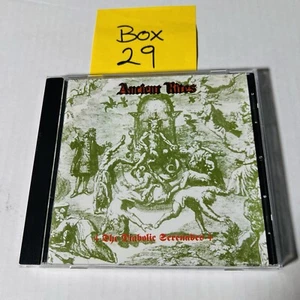 Box
29
Ancient Rites
The Diabolic Serenades